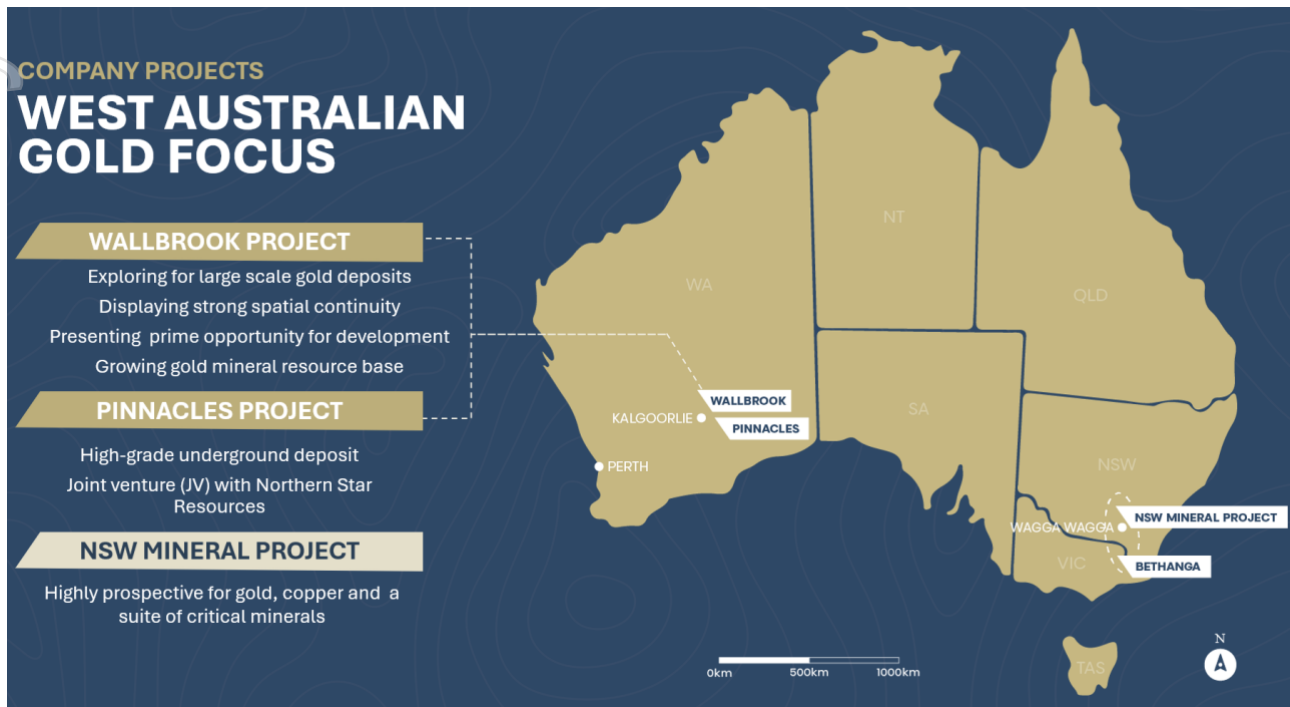 COMPANY PROJECTS
WEST AUSTRALIAN
GOLD FOCUS
WALLBROOK PROJECT
Exploring for large scale gold deposits
Displaying strong spatial continuity
Presenting prime opportunity for development
Growing gold mineral resource base
PINNACLES PROJECT
High-grade underground deposit
Joint venture (JV) with Northern Star
Resources
NSW MINERAL PROJECT
Highly prospective for gold, copper and a
suite of critical minerals
NT
WA
QLD
WALLBROOK
SA
KALGOORLIE
PINNACLES
PERTH
NSW
NSW MINERAL PROJECT
WAGGA WAGGA
VIC
BETHANGA
TAS
N
0km 500km 1000km